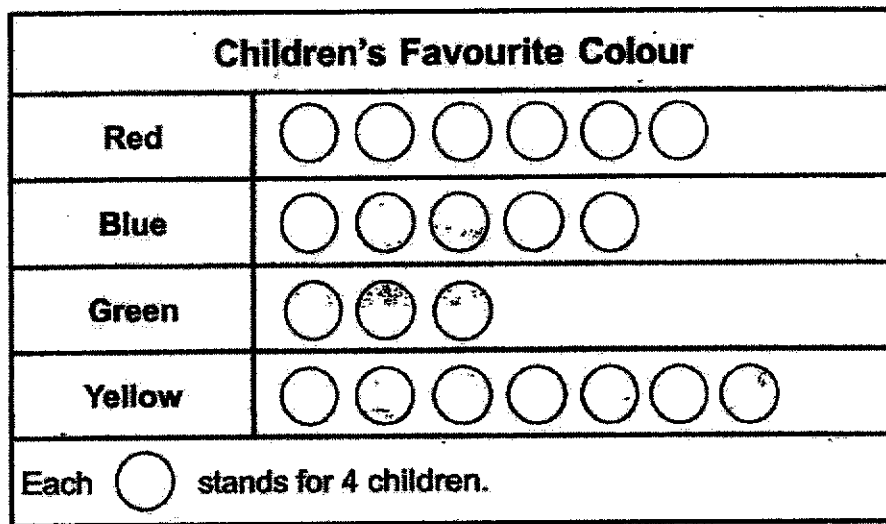 Children's Favourite Colour
Red
Blue
Green
Yellow
Each stands for 4 children.